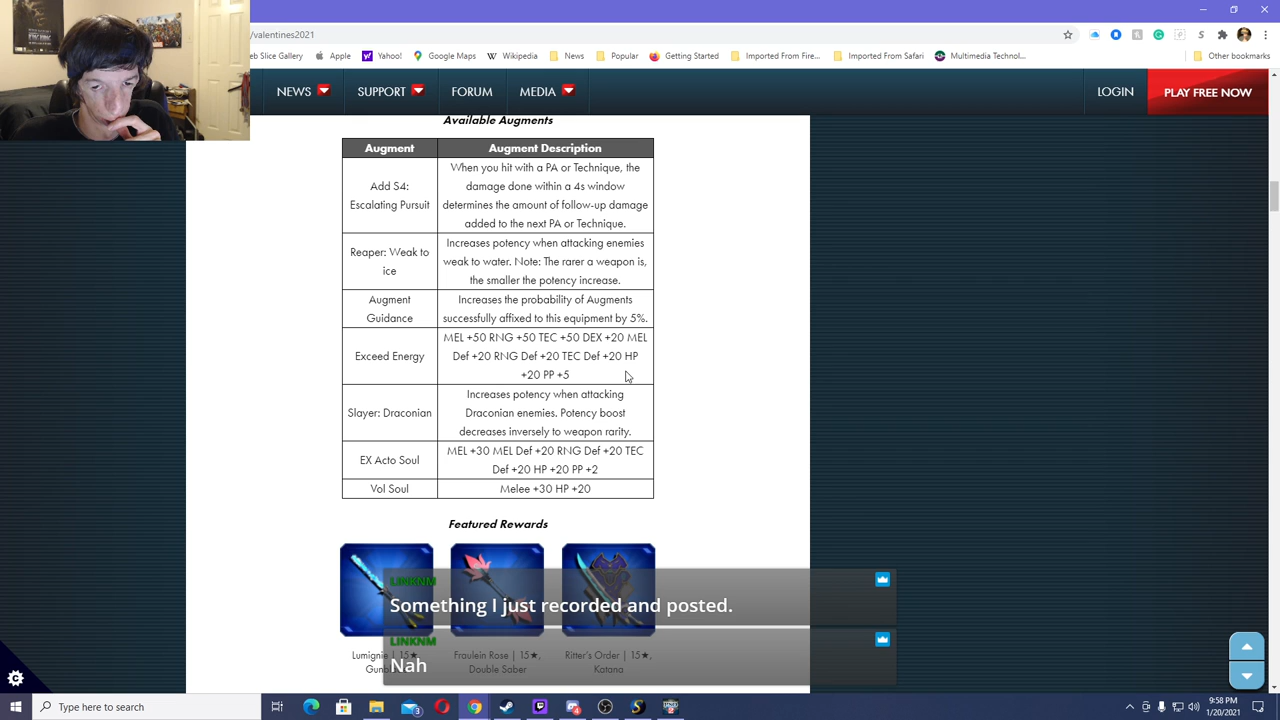 /valentines2021
eb Slice Gallery Apple Yahoo! Google Maps Wikipedia News Popular Getting Started Imported From Fire... Imported From Safari Multimedia Technol... Other bookmarks
NEWS SUPPORT FORUM MEDIA LOGIN PLAY FREE NOW
Available Augments
Augment Augment Description
Add S4:
Escalating Pursuit
When you hit with a PA or Technique, the
damage done within a 4s window
determines the amount of follow-up damage
added to the next PA or Technique.
Reaper: Weak to
ice
Increases potency when attacking enemies
weak to water. Note: The rarer a weapon is,
the smaller the potency increase.
Augment
Guidance
Increases the probability of Augments
successfully affixed to this equipment by 5%.
Exceed Energy
MEL +50 RNG +50 TEC +50 DEX +20 MEL
Def +20 RNG Def +20 TEC Def +20 HP
+20 PP +5
Slayer: Draconian
Increases potency when attacking
Draconian enemies. Potency boost
decreases inversely to weapon rarity.
EX Acto Soul
MEL +30 MEL Def +20 RNG Def +20 TEC
Def +20 HP +20 PP +2
Vol Soul
Melee +30 HP +20
Featured Rewards
LINKNM
Something I just recorded and posted.
LINKNM
Nah
Fraulein Rose | 15★,
Double Saber
Ritter's Order | 15★,
Katana
Type here to search
3
4
9:58 PM
1/20/2021